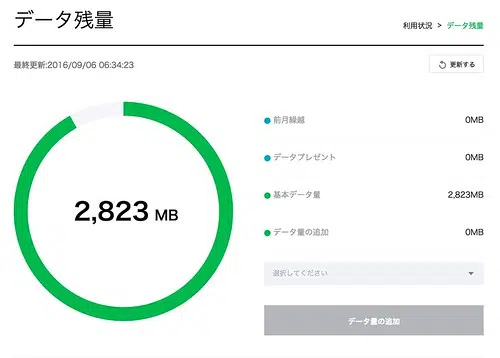 データ残量
利用状況 > データ残量
最終更新:2016/09/06 06:34:23
更新する
2,823 MB
前月繰越 0MB
データプレゼント 0MB
基本データ量 2,823MB
データ量の追加 0MB
選択してください
データ量の追加